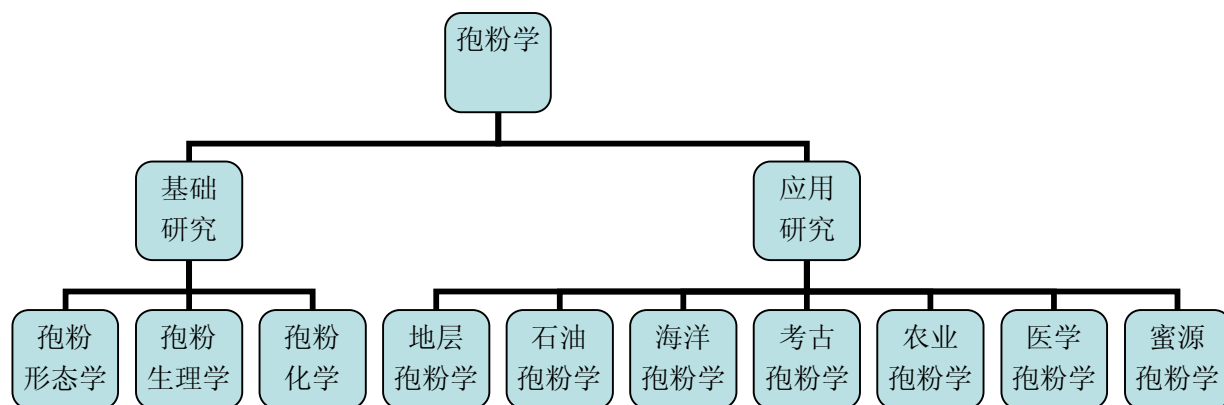 孢粉学
基础
研究
应用
研究
孢粉
形态学
孢粉
生理学
孢粉
化学
地层
孢粉学
石油
孢粉学
海洋
孢粉学
考古
孢粉学
农业
孢粉学
医学
孢粉学
蜜源
孢粉学